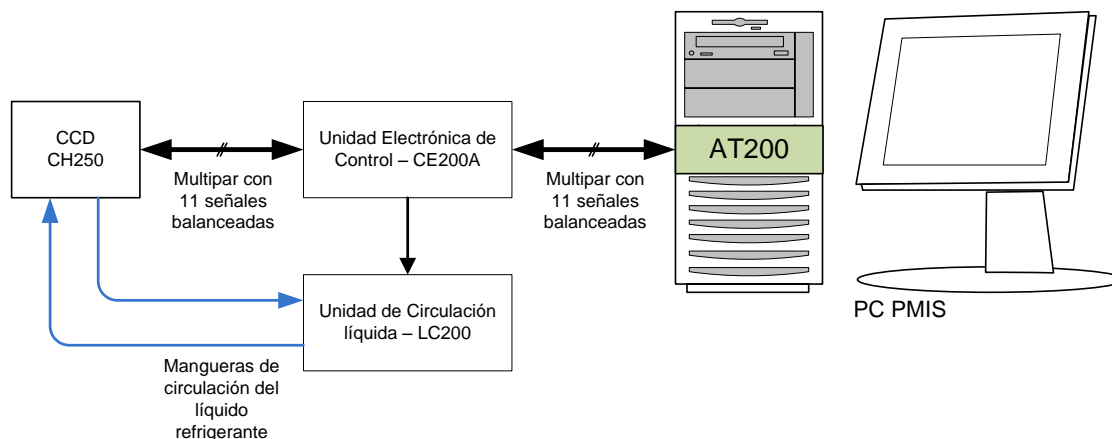 CCD
CH250
Multipar con
11 señales
balanceadas
Unidad Electrónica de
Control – CE200A
Multipar con
11 señales
balanceadas
AT200
Unidad de Circulación
líquida – LC200
Mangueras de
circulación del
líquido
refrigerante
PC PMIS